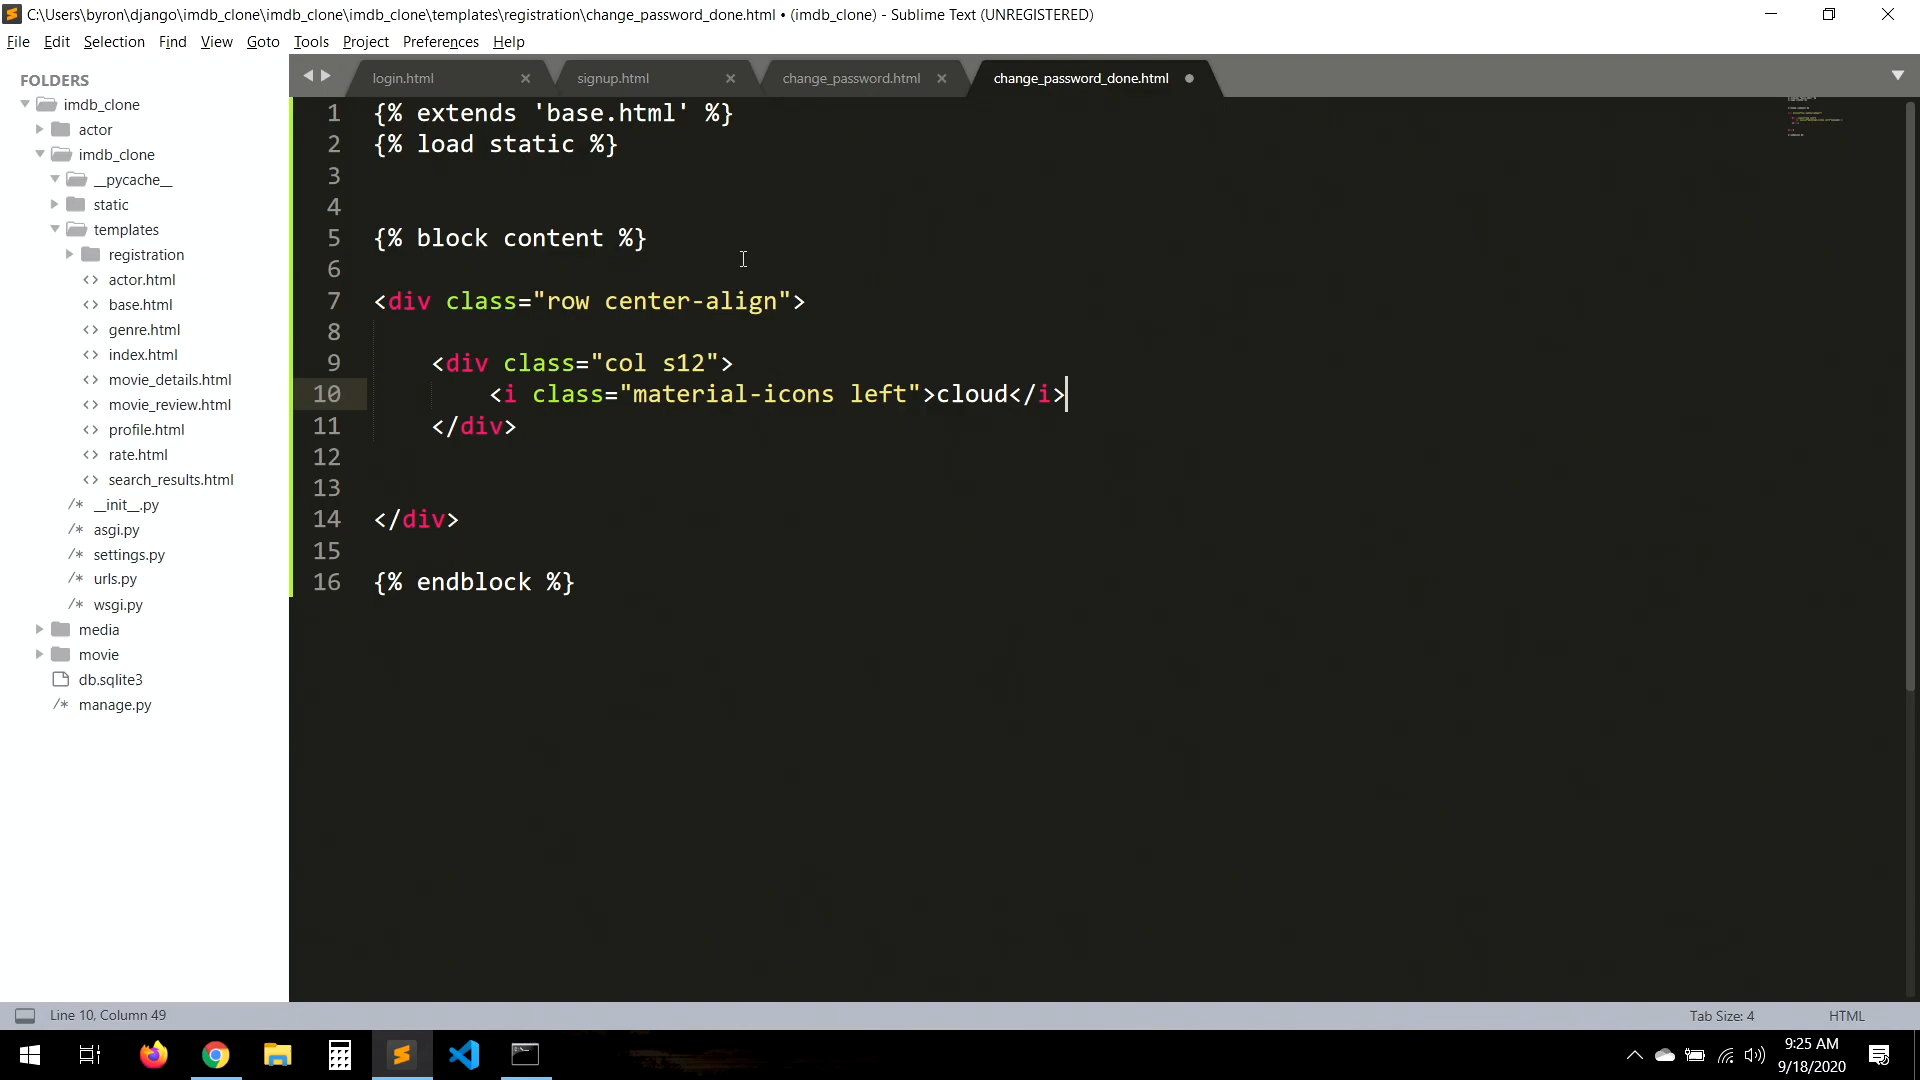 C:\Users\byron\django\imdb_clone\imdb_clone\imdb_clone\templates\registration\change_password_done.html • (imdb_clone) - Sublime Text (UNREGISTERED)
File Edit Selection Find View Goto Tools Project Preferences Help
FOLDERS
imdb_clone
actor
imdb_clone
__pycache__
static
templates
registration
<> actor.html
<> base.html
<> genre.html
<> index.html
<> movie_details.html
<> movie_review.html
<> profile.html
<> rate.html
<> search_results.html
/* __init__.py
/* asgi.py
/* settings.py
/* urls.py
/* wsgi.py
media
movie
db.sqlite3
/* manage.py
login.html × signup.html × change_password.html × change_password_done.html
1 {% extends 'base.html' %}
2 {% load static %}
3
4
5 {% block content %}
6
7 <div class="row center-align">
8
9 <div class="col s12">
10 <i class="material-icons left">cloud</i>
11 </div>
12
13
14 </div>
15
16 {% endblock %}
Line 10, Column 49
Tab Size: 4 HTML
9:25 AM
9/18/2020